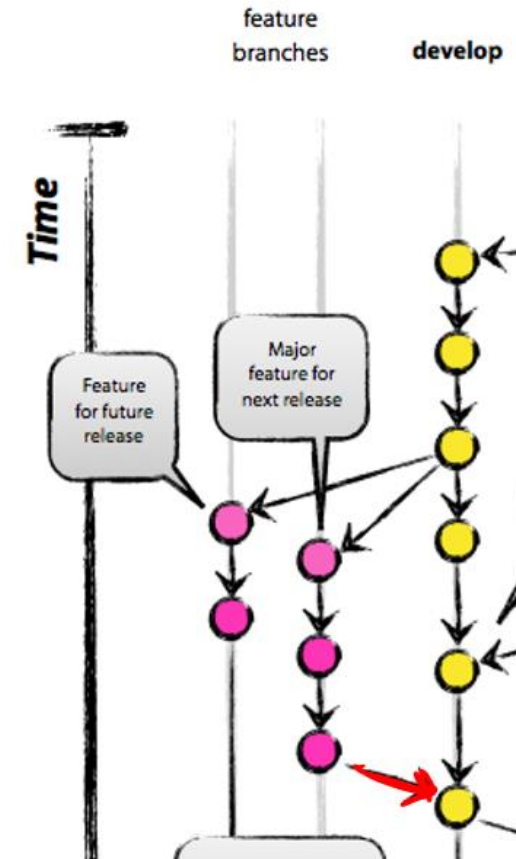 feature
branches
develop
Time
Major
feature for
next release
Feature
for future
release